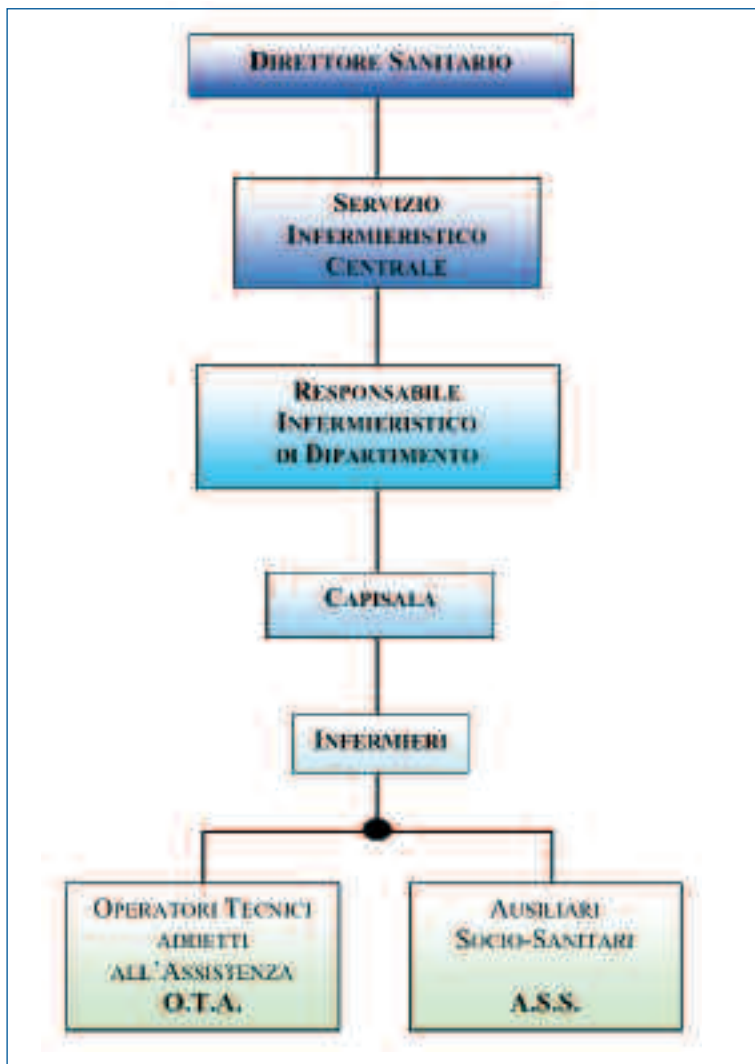 DIRETTORE SANITARIO
SERVIZIO
INFERMIERISTICO
CENTRALE
RESPONSABILE
INFERMIERISTICO
DI DIPARTIMENTO
CAPISALA
INFERMIERI
OPERATORI TECNICI
ADDETTI
ALL'ASSISTENZA
O.T.A.
AUSILIARI
SOCIO-SANITARI
A.S.S.